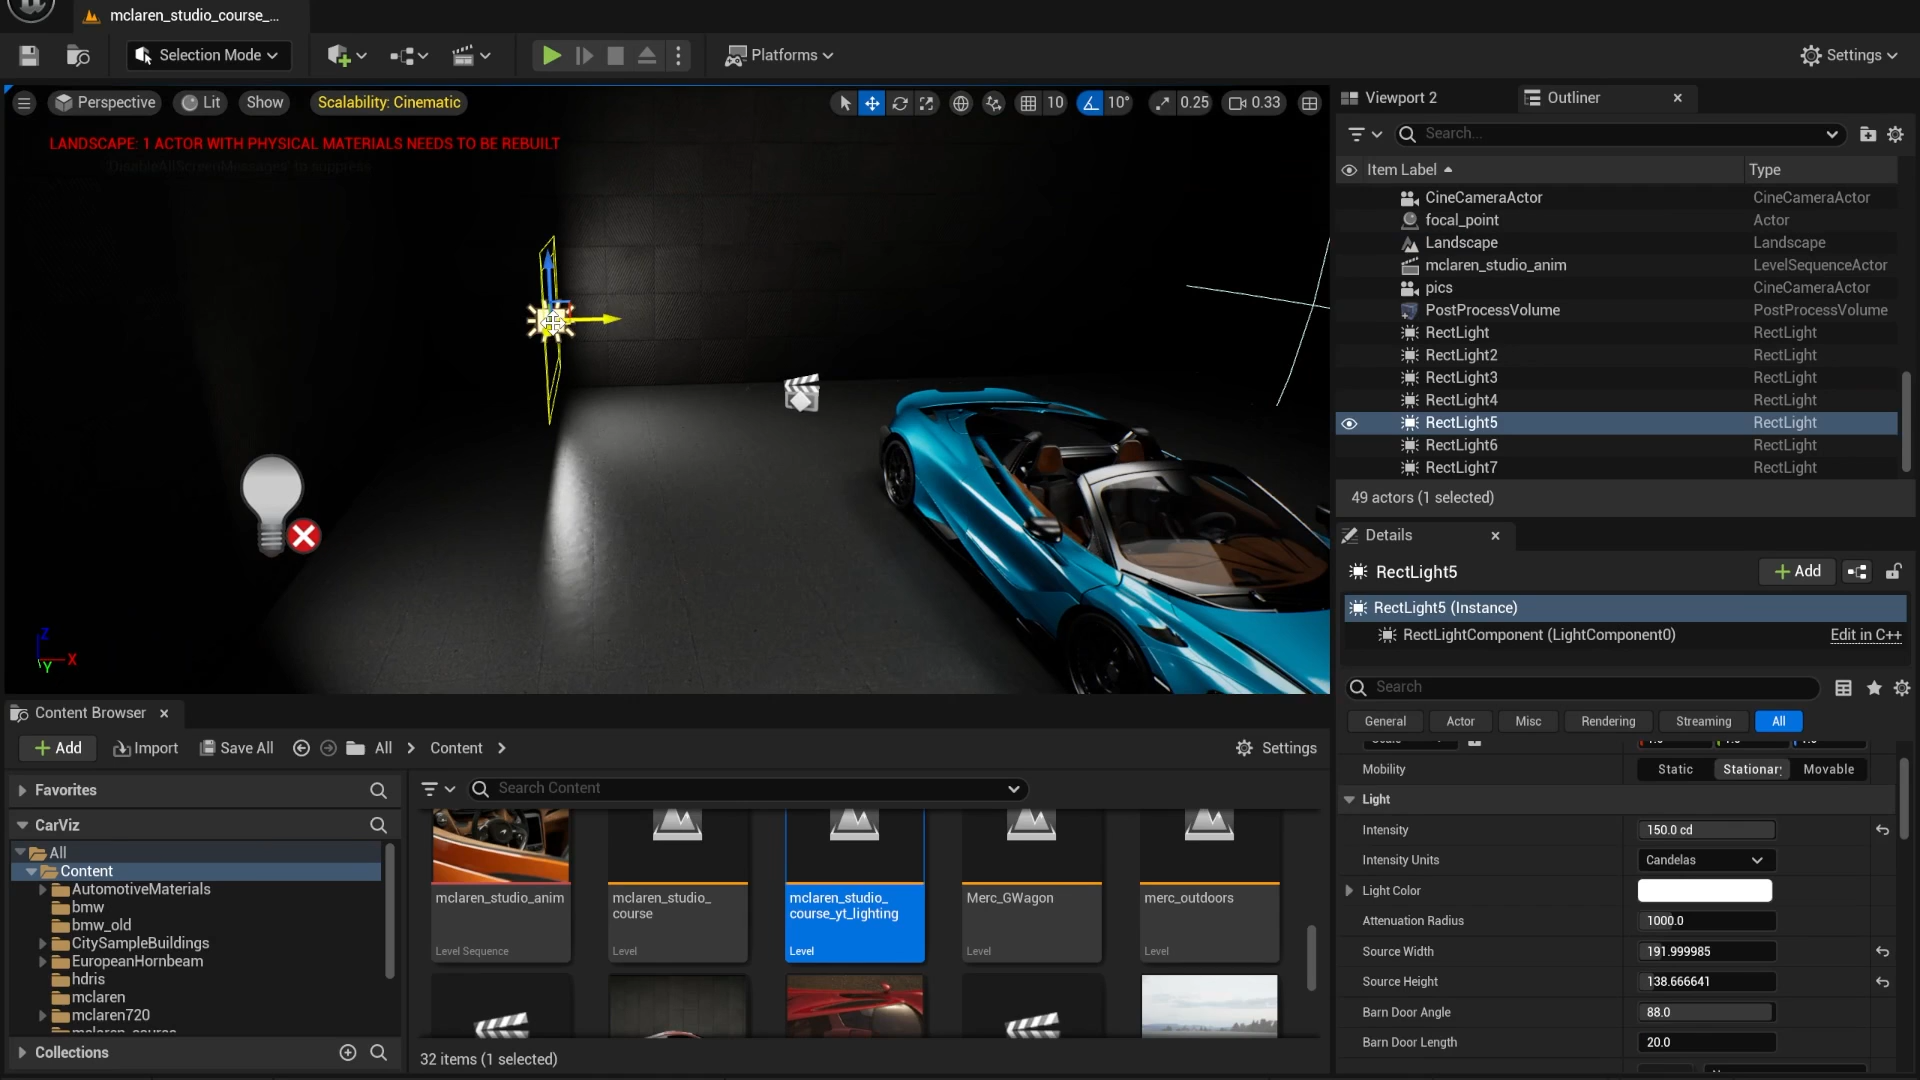 mclaren_studio_course_...
Selection Mode
Platforms
Settings
Perspective
Lit
Show
Scalability: Cinematic
10
10°
0.25
0.33
LANDSCAPE: 1 ACTOR WITH PHYSICAL MATERIALS NEEDS TO BE REBUILT
'DisableAllScreenMessages' to suppress
Z
Y
X
Viewport 2
Outliner
Search...
Item Label
Type
CineCameraActor
CineCameraActor
focal_point
Actor
Landscape
Landscape
mclaren_studio_anim
LevelSequenceActor
pics
CineCameraActor
PostProcessVolume
PostProcessVolume
RectLight
RectLight
RectLight2
RectLight
RectLight3
RectLight
RectLight4
RectLight
RectLight5
RectLight
RectLight6
RectLight
RectLight7
RectLight
49 actors (1 selected)
Details
RectLight5
Add
RectLight5 (Instance)
RectLightComponent (LightComponent0)
Edit in C++
Search
General
Actor
Misc
Rendering
Streaming
All
Mobility
Static
Stationar
Movable
Light
Intensity
150.0 cd
Intensity Units
Candelas
Light Color
Attenuation Radius
1000.0
Source Width
191.999985
Source Height
138.666641
Barn Door Angle
88.0
Barn Door Length
20.0
Content Browser
Add
Import
Save All
All
Content
Settings
Favorites
CarViz
All
Content
AutomotiveMaterials
bmw
bmw_old
CitySampleBuildings
EuropeanHornbeam
hdris
mclaren
mclaren720
Collections
Search Content
mclaren_studio_anim
Level Sequence
mclaren_studio_
course
Level
mclaren_studio_
course_yt_lighting
Level
Merc_GWagon
Level
merc_outdoors
Level
32 items (1 selected)